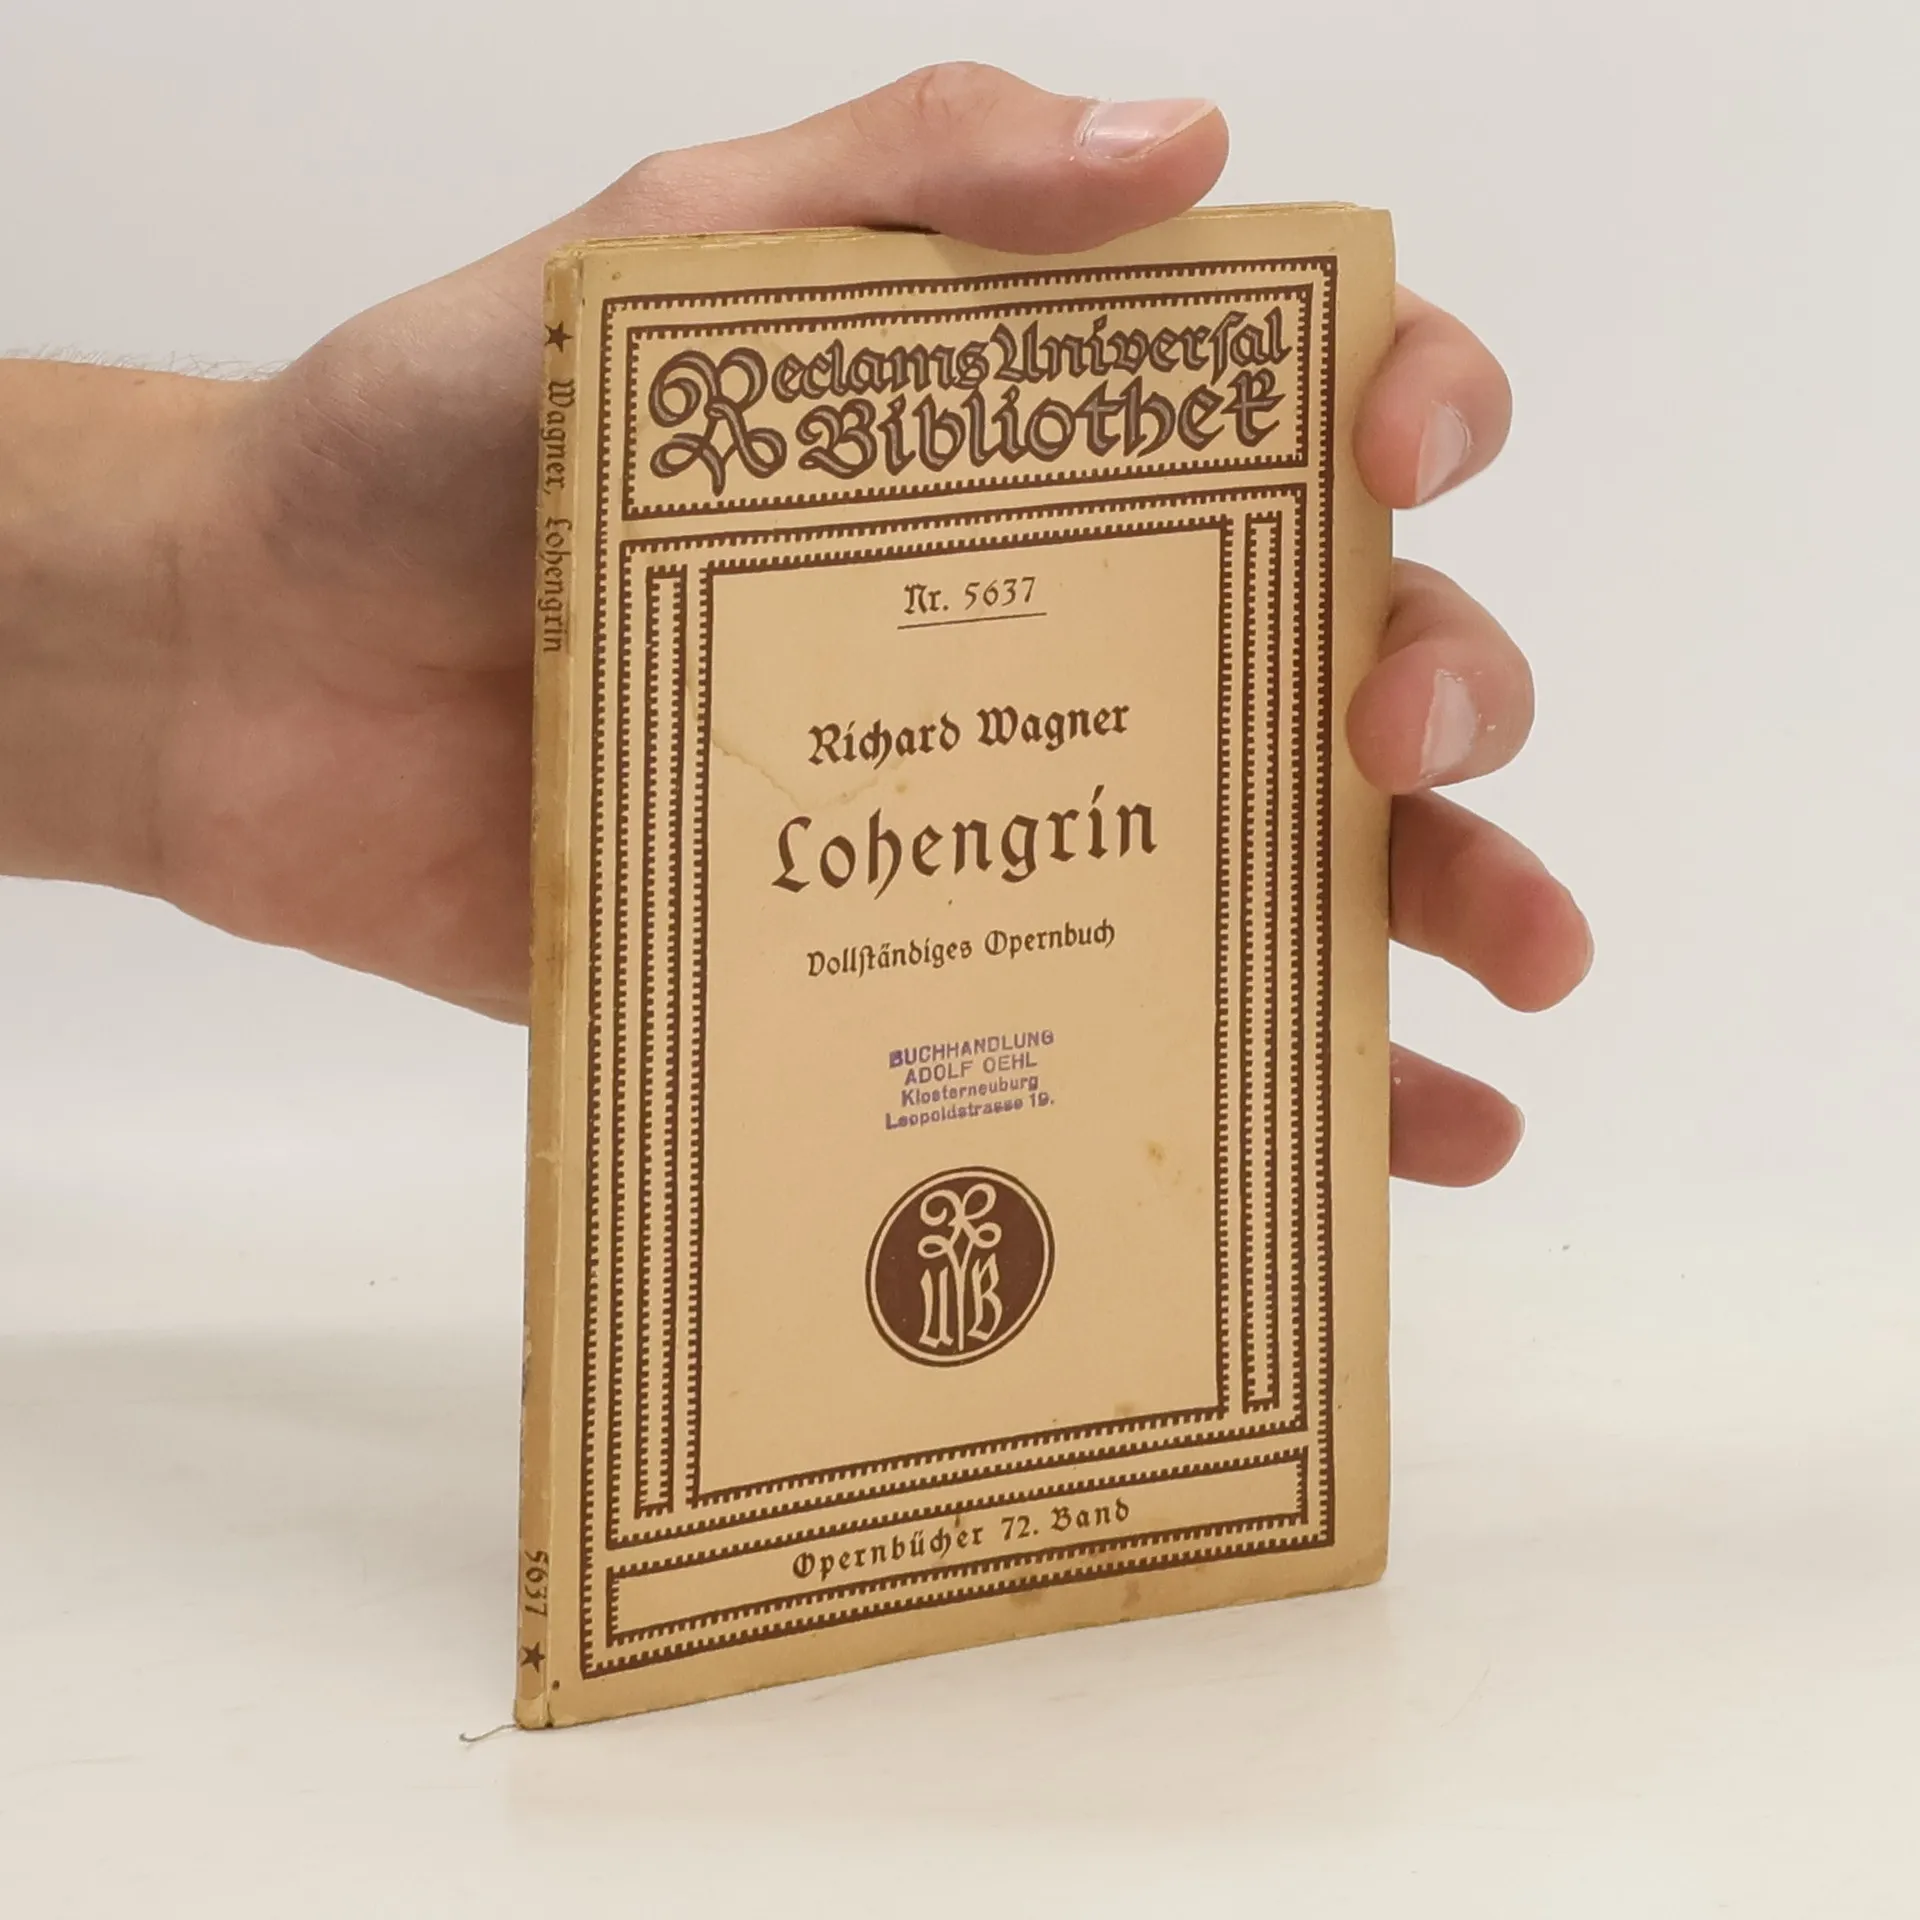 Reclams Universal
Bibliothek
Nr. 5637
Richard Wagner
Lohengrin
Vollständiges Opernbuch
BUCHHANDLUNG
ADOLF OEHL
Klosterneuburg
Leopoldstrasse 19.
R
UB
Opernbücher 72. Band
★ Wagner, Lohengrin
5637 ★